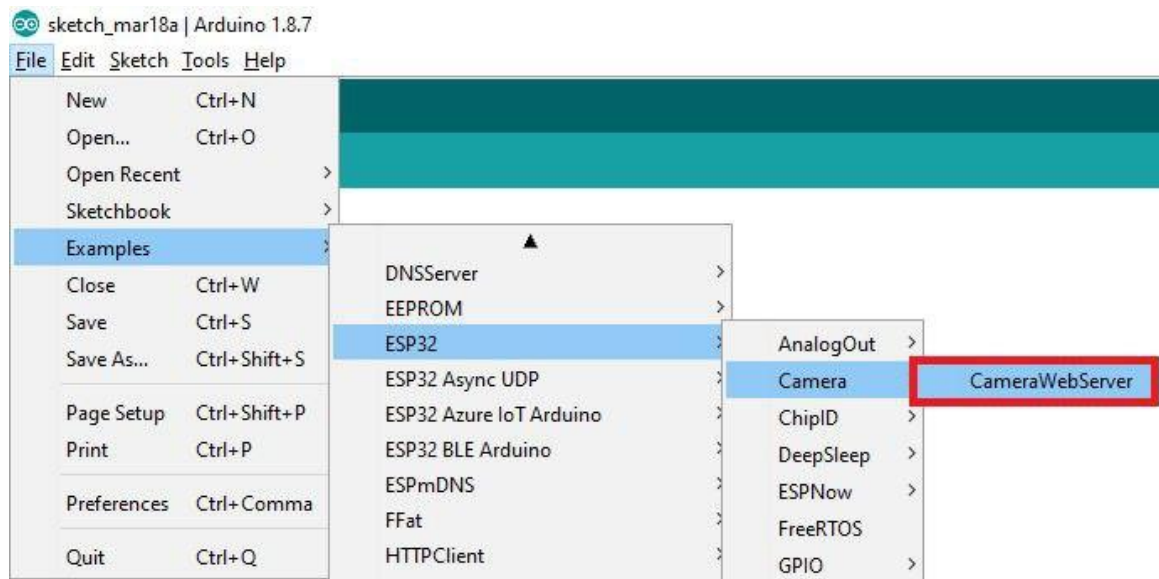 sketch_mar18a | Arduino 1.8.7
File Edit Sketch Tools Help
New Ctrl+N
Open... Ctrl+O
Open Recent
Sketchbook
Examples
Close Ctrl+W
Save Ctrl+S
Save As... Ctrl+Shift+S
Page Setup Ctrl+Shift+P
Print Ctrl+P
Preferences Ctrl+Comma
Quit Ctrl+Q
DNSServer
EEPROM
ESP32
ESP32 Async UDP
ESP32 Azure IoT Arduino
ESP32 BLE Arduino
ESPmDNS
FFat
HTTPClient
AnalogOut
Camera
ChipID
DeepSleep
ESPNow
FreeRTOS
GPIO
CameraWebServer